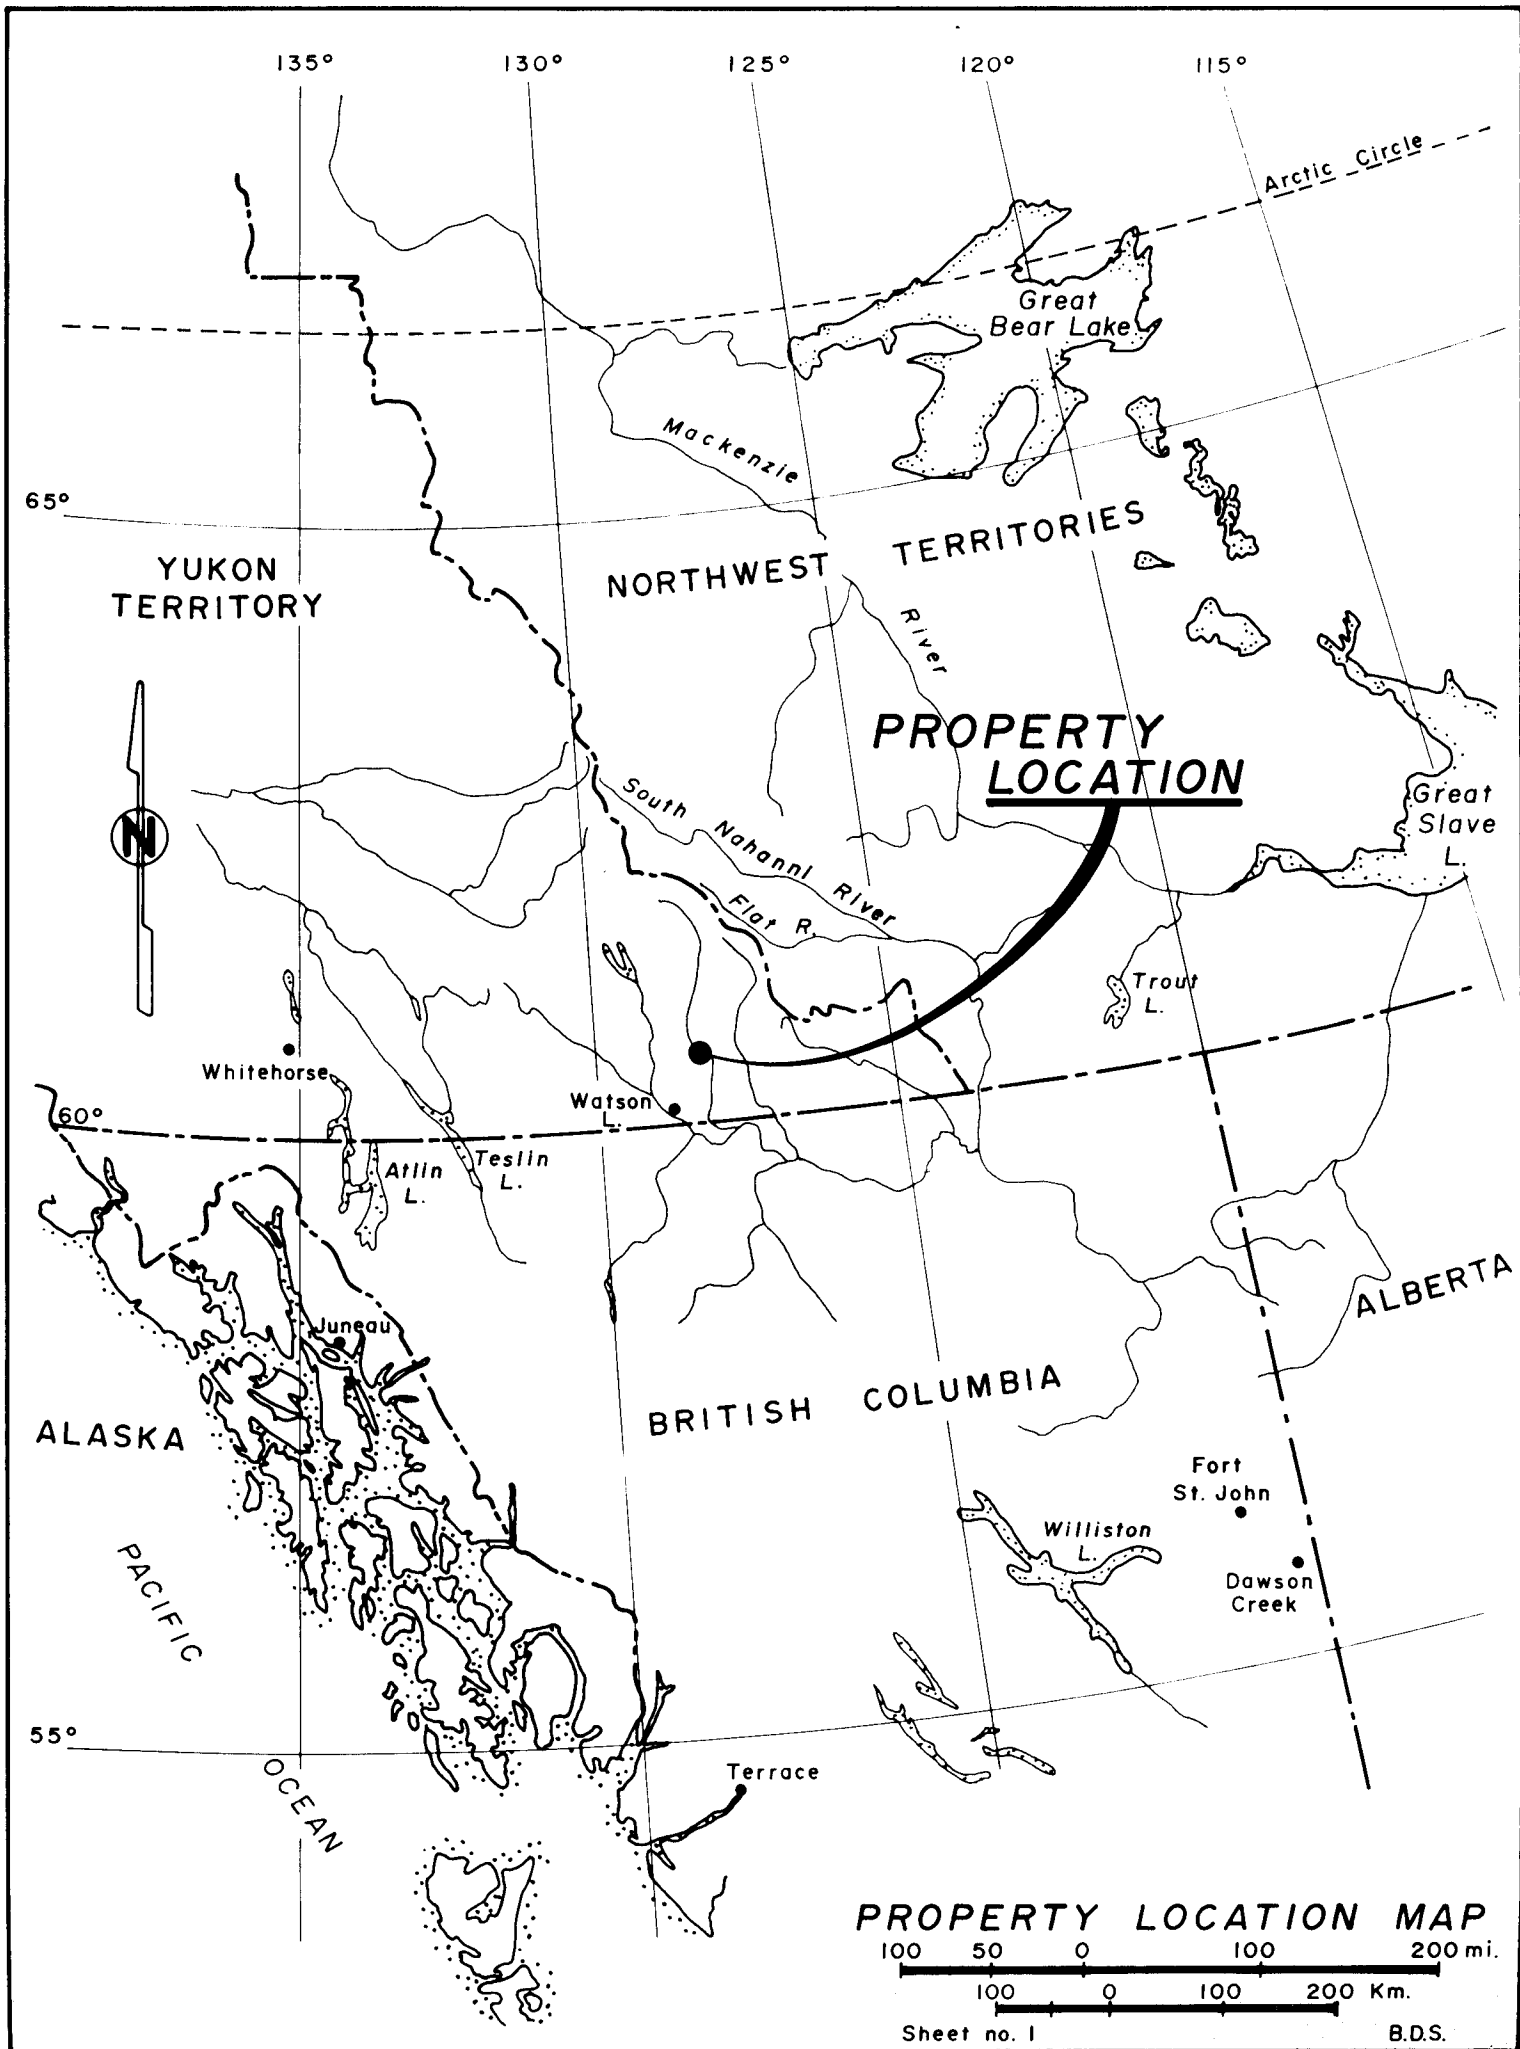 135° 130° 125° 120° 115°
Arctic Circle
Great
Bear Lake
Mackenzie
65°
NORTHWEST TERRITORIES
YUKON
TERRITORY
River
PROPERTY
LOCATION
South Nahanni River
Great
Slave
L.
N
Flat R.
Trout
L.
Whitehorse
Watson
L.
60°
Atlin
L.
Teslin
L.
ALBERTA
Juneau
BRITISH COLUMBIA
ALASKA
Fort
St. John
Williston
L.
PACIFIC
OCEAN
Dawson
Creek
55°
Terrace
PROPERTY LOCATION MAP
100 50 0 100 200 mi.
100 0 100 200 Km.
Sheet no. 1 B.D.S.